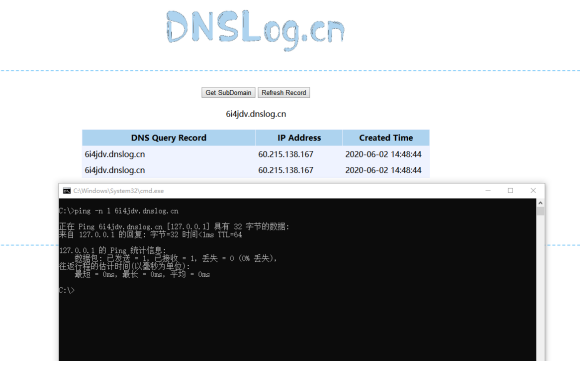 DNSLog.cn
Get SubDomain Refresh Record
6i4jdv.dnslog.cn
DNS Query Record IP Address Created Time
6i4jdv.dnslog.cn 60.215.138.167 2020-06-02 14:48:44
6i4jdv.dnslog.cn 60.215.138.167 2020-06-02 14:48:44
C:\Windows\System32\cmd.exe
C:\>ping -n 1 6i4jdv.dnslog.cn
正在 Ping 6i4jdv.dnslog.cn [127.0.0.1] 具有 32 字节的数据:
来自 127.0.0.1 的回复: 字节=32 时间<1ms TTL=64
127.0.0.1 的 Ping 统计信息:
数据包: 已发送 = 1，已接收 = 1，丢失 = 0 (0% 丢失)，
往返行程的估计时间(以毫秒为单位):
最短 = 0ms，最长 = 0ms，平均 = 0ms
C:\>